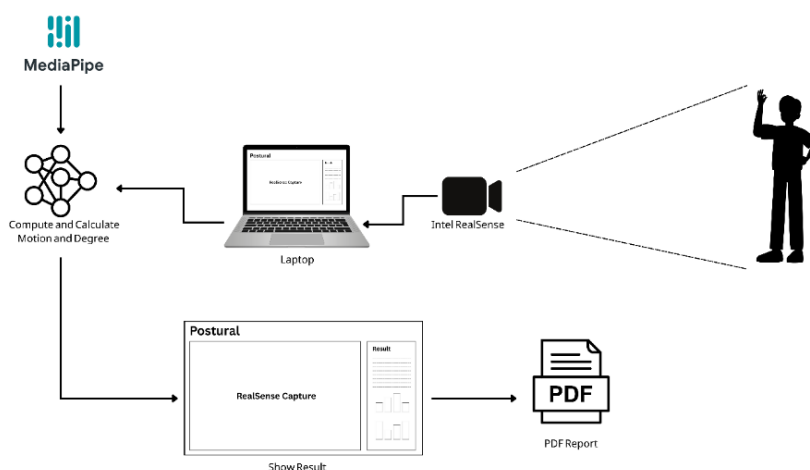 MediaPipe
Postural
RealSense Capture
Compute and Calculate
Motion and Degree
Laptop
Intel RealSense
Postural
Result
RealSense Capture
PDF
PDF Report
Show Result